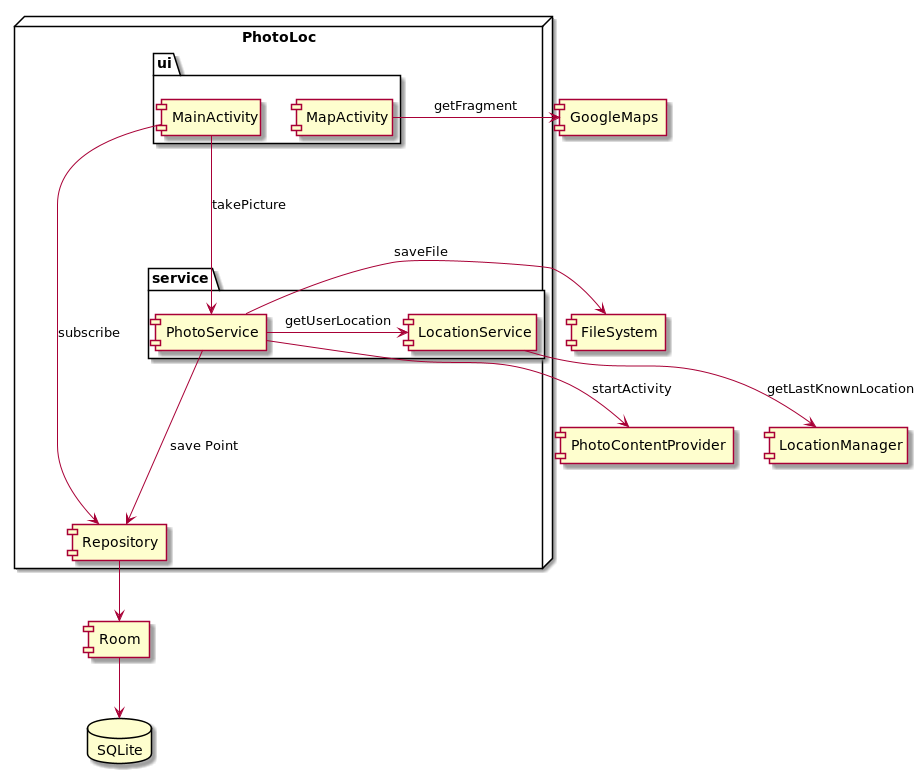 PhotoLoc
ui
MainActivity
MapActivity
getFragment
GoogleMaps
takePicture
saveFile
service
PhotoService
getUserLocation
LocationService
FileSystem
subscribe
startActivity
getLastKnownLocation
save Point
PhotoContentProvider
LocationManager
Repository
Room
SQLite